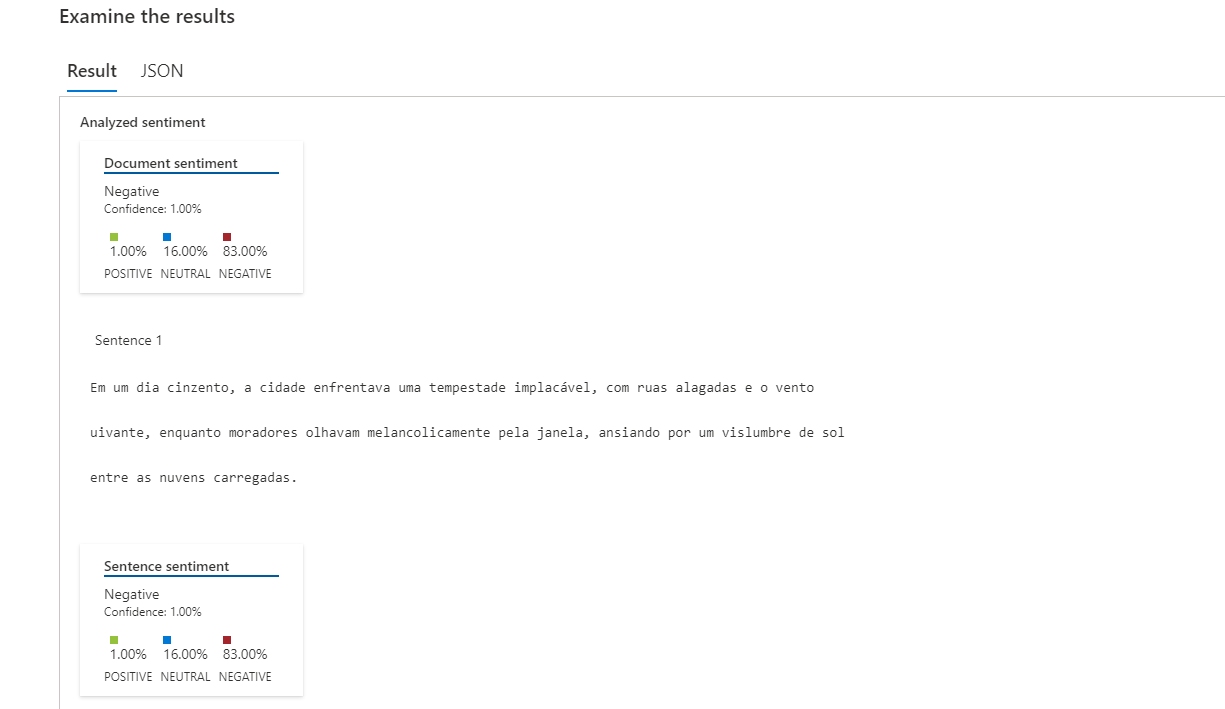 Examine the results
Result JSON
Analyzed sentiment
Document sentiment
Negative
Confidence: 1.00%
1.00% 16.00% 83.00%
POSITIVE NEUTRAL NEGATIVE
Sentence 1
Em um dia cinzento, a cidade enfrentava uma tempestade implacável, com ruas alagadas e o vento
uivante, enquanto moradores olhavam melancolicamente pela janela, ansiando por um vislumbre de sol
entre as nuvens carregadas.
Sentence sentiment
Negative
Confidence: 1.00%
1.00% 16.00% 83.00%
POSITIVE NEUTRAL NEGATIVE